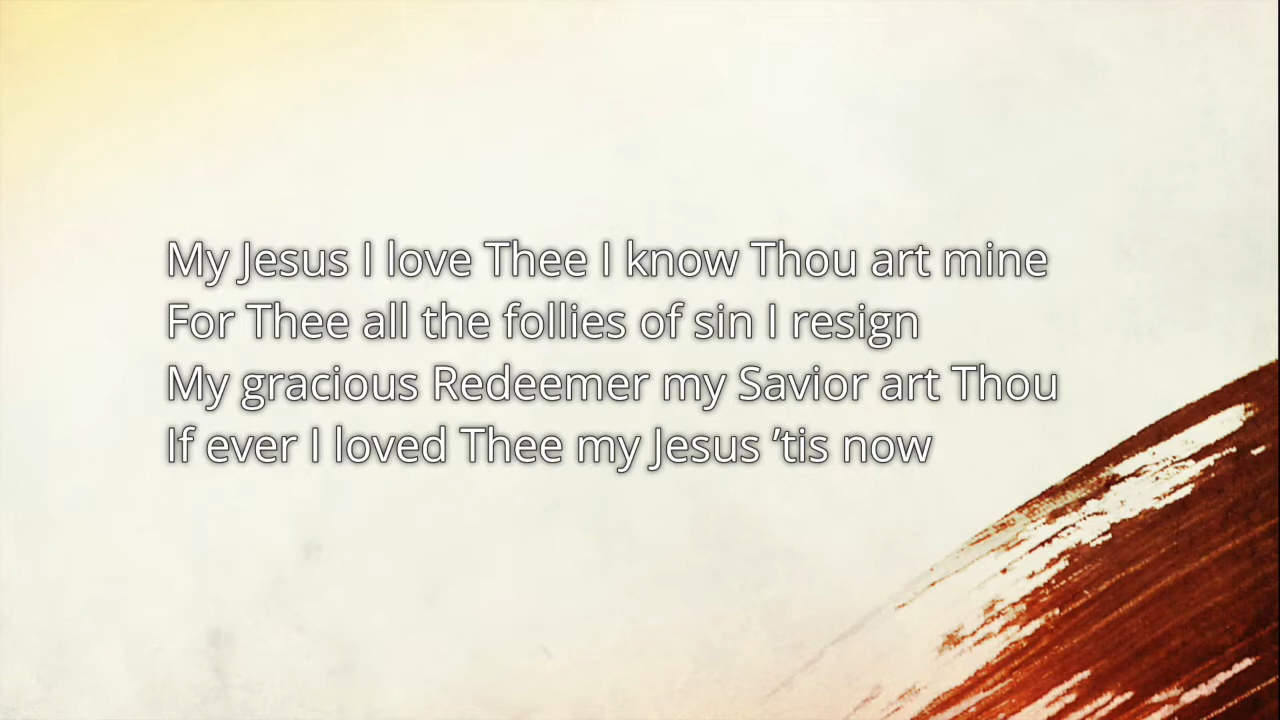 My Jesus I love Thee I know Thou art mine
For Thee all the follies of sin I resign
My gracious Redeemer my Savior art Thou
If ever I loved Thee my Jesus ’tis now